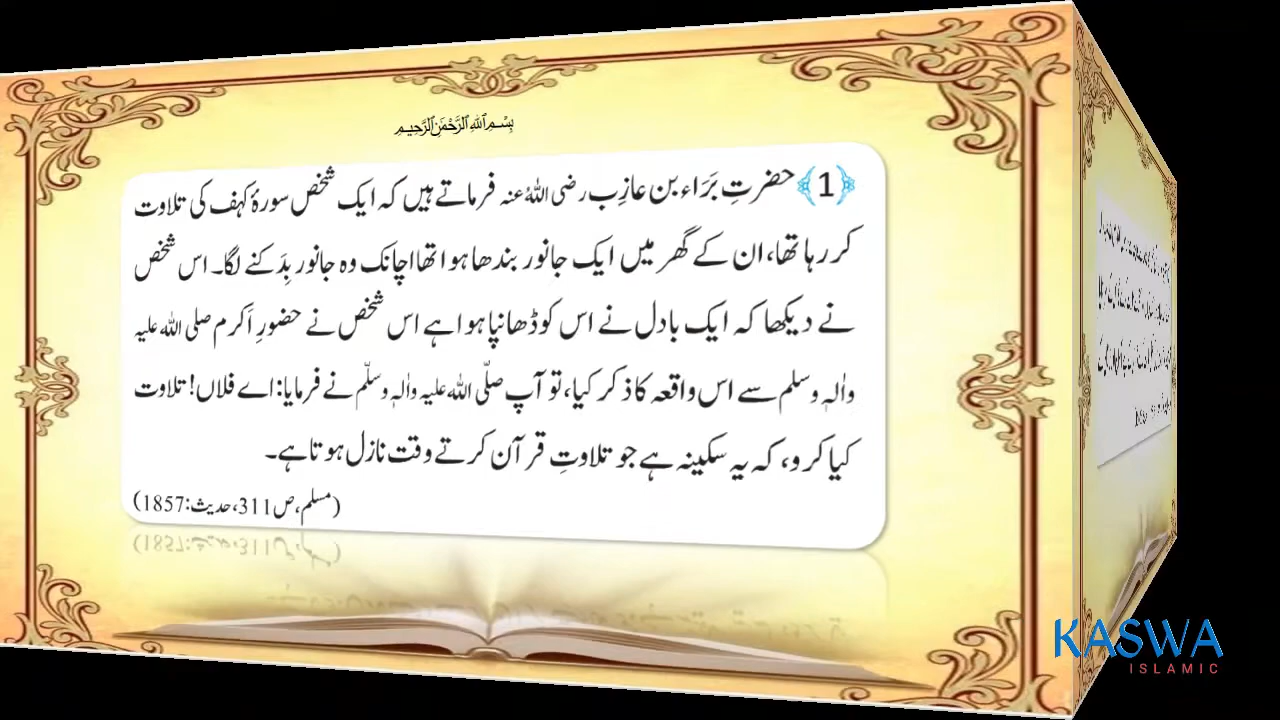 بِسْمِ اللّٰهِ الرَّحْمٰنِ الرَّحِيْمِ
﴿1﴾ حضرتِ بَرَاء بن عازِب رضی اللہُ عنہ فرماتے ہیں کہ ایک شخص سورۂ کہف کی تلاوت
کر رہا تھا، ان کے گھر میں ایک جانور بندھا ہوا تھا اچانک وہ جانور بِدَکنے لگا۔ اس شخص
نے دیکھا کہ ایک بادل نے اس کو ڈھانپا ہوا ہے اس شخص نے حضورِ اَکرم صلی اللہ علیہ
واٰلہٖ وسلم سے اس واقعہ کا ذکر کیا، تو آپ صلَّی اللہ علیہ واٰلہٖ وسلَّم نے فرمایا: اے فلاں! تلاوت
کیا کرو، کہ یہ سکینہ ہے جو تلاوتِ قرآن کرتے وقت نازل ہوتا ہے۔
(مسلم، ص311، حدیث:1857)
KASWA
ISLAMIC